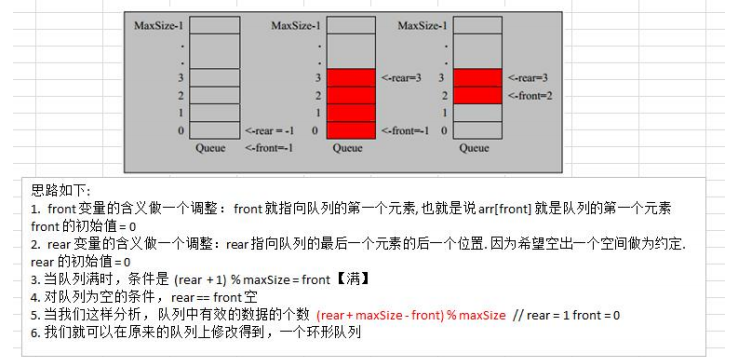 MaxSize-1 MaxSize-1 MaxSize-1
. . .
. . .
3 3 <-rear=3 3 <-rear=3
2 2 2 <-front=2
1 1 1
0 <-rear = -1 0 <-front=-1 0
Queue <-front=-1 Queue Queue
思路如下:
1. front 变量的含义做一个调整： front 就指向队列的第一个元素, 也就是说 arr[front] 就是队列的第一个元素
front 的初始值 = 0
2. rear 变量的含义做一个调整：rear 指向队列的最后一个元素的后一个位置. 因为希望空出一个空间做为约定.
rear 的初始值 = 0
3. 当队列满时，条件是 (rear + 1) % maxSize = front 【满】
4. 对队列为空的条件， rear == front 空
5. 当我们这样分析， 队列中有效的数据的个数 (rear + maxSize - front) % maxSize // rear = 1 front = 0
6. 我们就可以在原来的队列上修改得到，一个环形队列